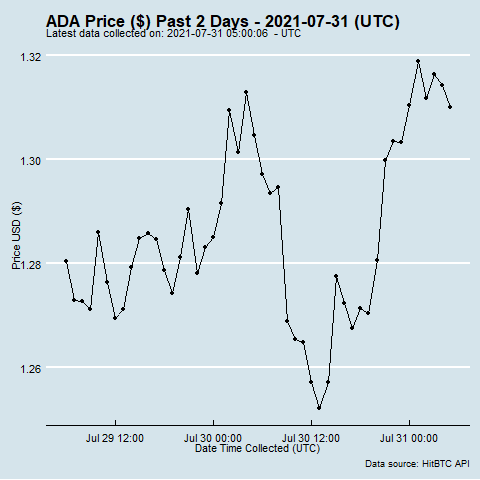 ADA Price ($) Past 2 Days - 2021-07-31 (UTC)
Latest data collected on: 2021-07-31 05:00:06  - UTC
1.32
1.30
1.28
1.26
Price USD ($)
Jul 29 12:00 Jul 30 00:00 Jul 30 12:00 Jul 31 00:00
Date Time Collected (UTC)
Data source: HitBTC API